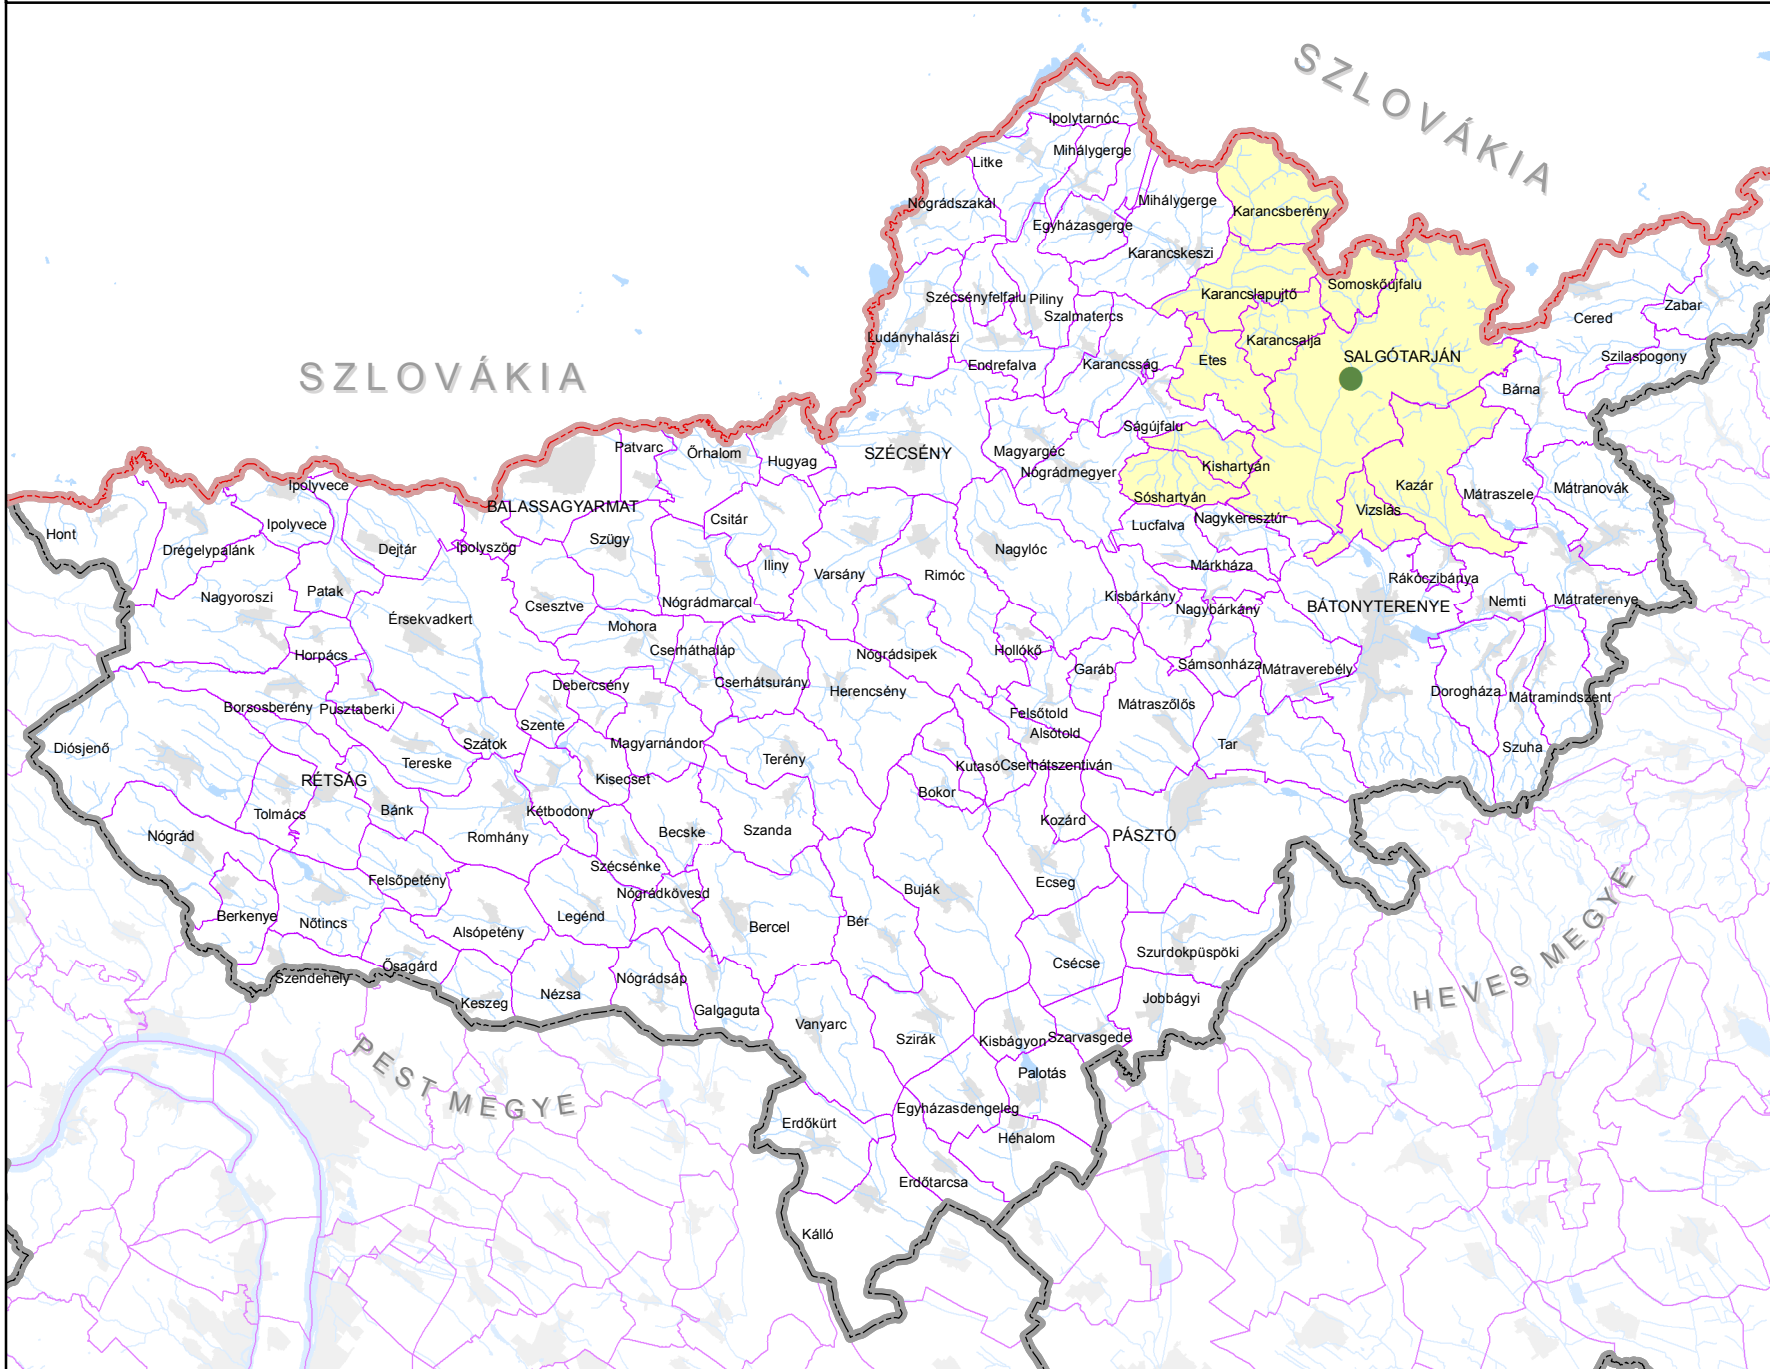 SZLOVÁKIA
Ipolytarnóc
Litke
Mihálygerge
Nógrádszakál
Mihálygerge
Karancsberény
Egyházasgerge
Karancskeszi
Szécsényfelfalu
Piliny
Karancslapujtő
Somoskőújfalu
Szalmatercs
Cered
Zabar
Ludányhalászi
Karancsalja
SALGÓTARJÁN
Szilaspogony
Endrefalva
Karancsság
Etes
Bárna
SZLOVÁKIA
Ságújfalu
Patvarc
Őrhalom
Hugyag
SZÉCSÉNY
Magyargéc
Nógrádmegyer
Kishartyán
Kazár
Mátraszele
Mátranovák
Ipolyvece
Sóshartyán
BALASSAGYARMAT
Vizslás
Hont
Ipolyvece
Csitár
Lucfalva
Nagykeresztúr
Drégelypalánk
Dejtár
Ipolyszög
Szügy
Nagylóc
Iliny
Varsány
Rimóc
Márkháza
Rákóczibánya
Nagyoroszi
Patak
Kisbárkány
Nagybárkány
BÁTONYTERENYE
Nemti
Mátraterenye
Érsekvadkert
Csesztve
Nógrádmarcal
Mohora
Horpács
Cserháthaláp
Nógrádsipek
Hollókő
Garáb
Sámsonháza
Mátraverebély
Debercsény
Cserhátsurány
Herencsény
Dorogháza
Mátramindszent
Borsosberény
Pusztaberki
Felsőtold
Mátraszőlős
Szente
Alsótold
Diósjenő
Szátok
Magyarnándor
Tar
Szuha
Tereske
Terény
Kutasó
Cserhátszentiván
RÉTSÁG
Kisecset
Bokor
Tolmács
Bánk
Kétbodony
Kozárd
Nógrád
Romhány
Becske
Szanda
PÁSZTÓ
Szécsénke
Felsőpetény
Nógrádkövesd
Buják
Ecseg
Berkenye
Nőtincs
Legénd
Bercel
Bér
HEVES MEGYE
Alsópetény
Szendehely
Ősagárd
Nógrádsáp
Csécse
Szurdokpüspöki
Keszeg
Nézsa
Galgaguta
Jobbágyi
Vanyarc
Szirák
Kisbágyon
Szarvasgede
PEST MEGYE
Palotás
Erdőkürt
Egyházasdengeleg
Héhalom
Erdőtarcsa
Kálló